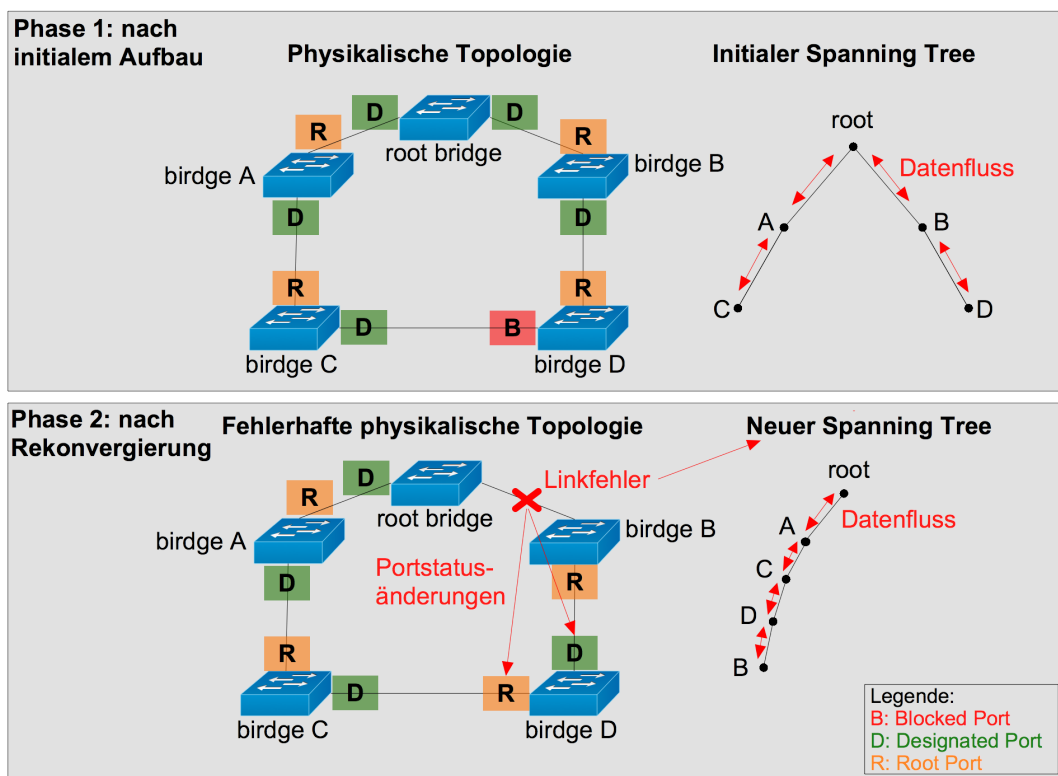 Phase 1: nach
initialem Aufbau
Physikalische Topologie
Initialer Spanning Tree
D
D
R
R
root bridge
birdge A
birdge B
D
D
R
R
D
B
birdge C
birdge D
root
Datenfluss
A
B
C
D
Phase 2: nach
Rekonvergierung
Fehlerhafte physikalische Topologie
Neuer Spanning Tree
D
Linkfehler
R
root bridge
birdge A
birdge B
Portstatus-
änderungen
D
R
R
D
D
R
birdge C
birdge D
root
Datenfluss
A
C
D
B
Legende:
B: Blocked Port
D: Designated Port
R: Root Port